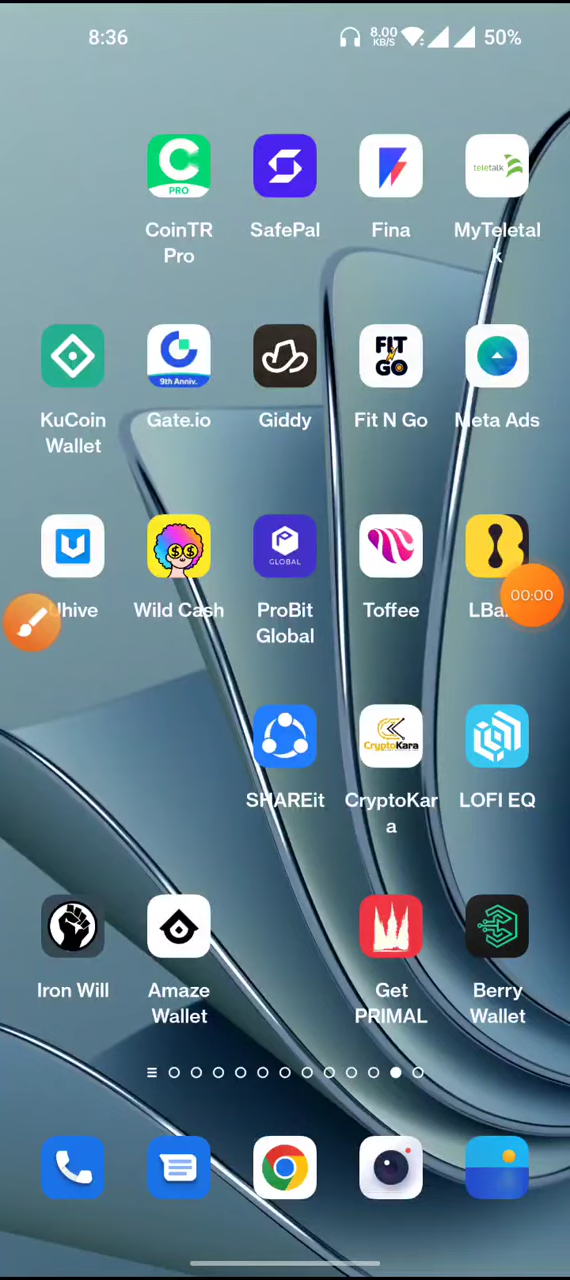 8:36
8.00
KB/S
50%
PRO
teletalk
CoinTR
Pro
SafePal
Fina
MyTeletal
k
9th Anniv.
FIT
GO
KuCoin
Wallet
Gate.io
Giddy
Fit N Go
Meta Ads
GLOBAL
Uhive
Wild Cash
ProBit
Global
Toffee
00:00
CryptoKara
SHAREit
CryptoKar
a
LOFI EQ
Iron Will
Amaze
Wallet
Get
PRIMAL
Berry
Wallet